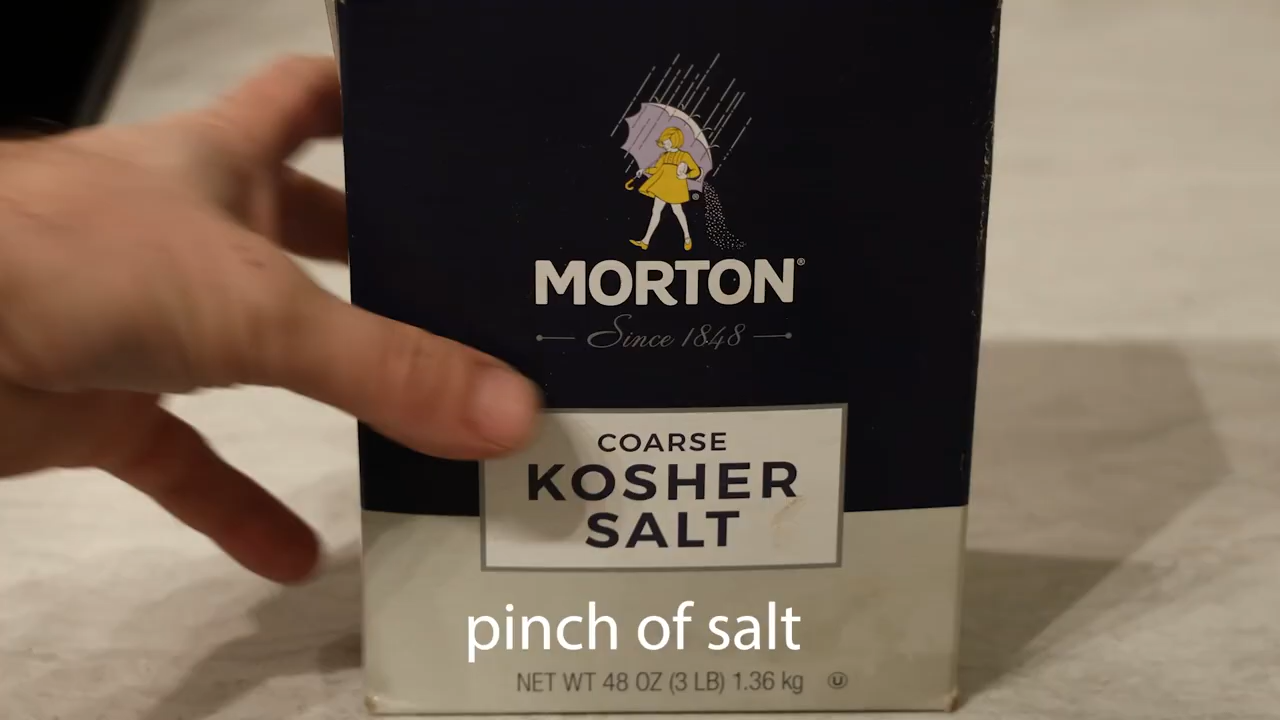 MORTON®
Since 1848
COARSE
KOSHER
SALT
pinch of salt
NET WT 48 OZ (3 LB) 1.36 kg Ⓤ